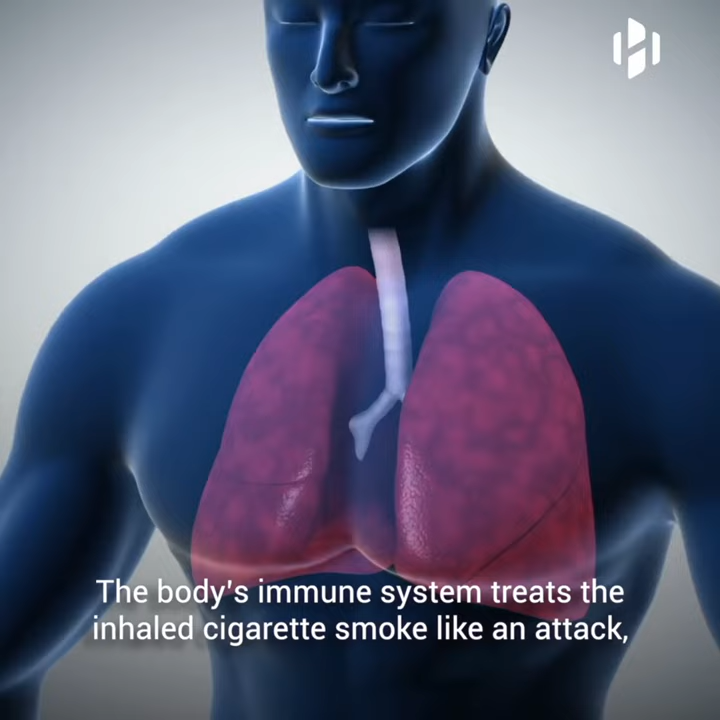 The body's immune system treats the
inhaled cigarette smoke like an attack,